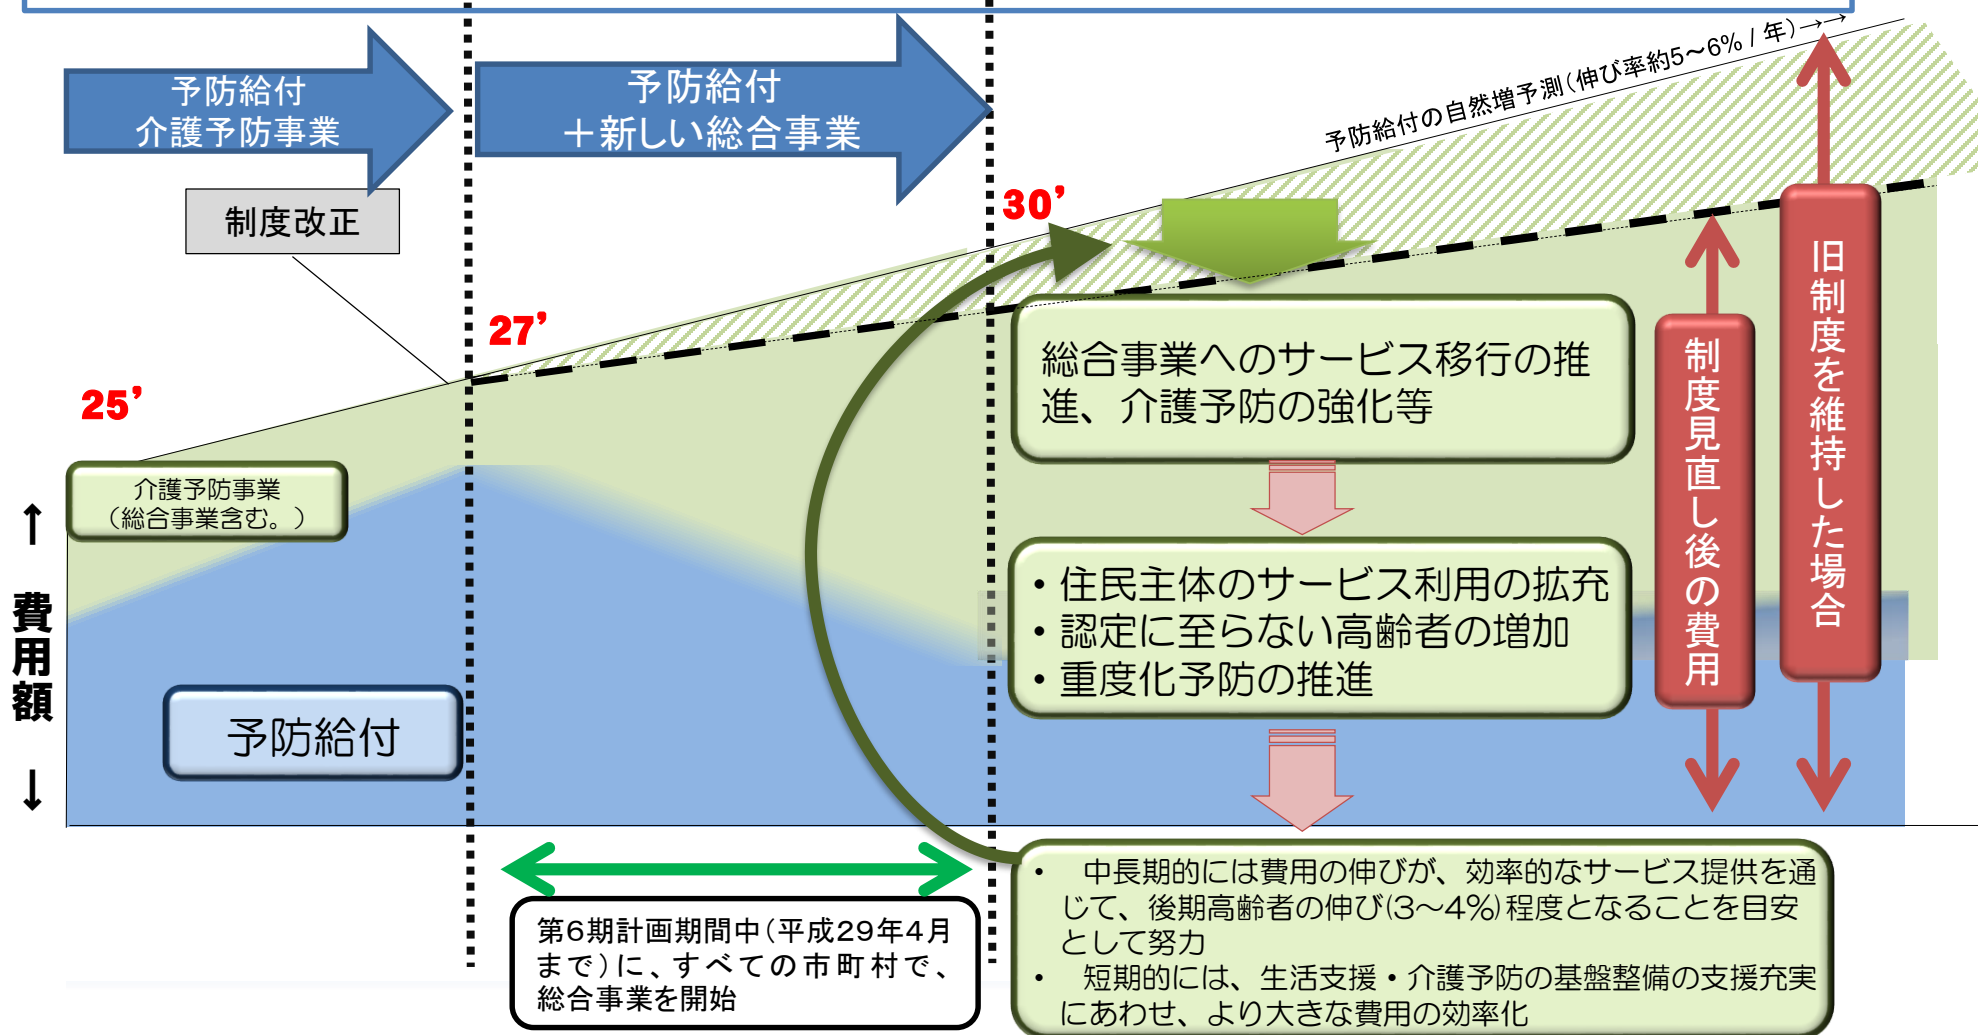 予防給付
介護予防事業
予防給付
＋新しい総合事業
予防給付の自然増予測（伸び率約5～6% / 年）→→
制度改正
25’
27’
30’
総合事業へのサービス移行の推
進、介護予防の強化等
介護予防事業
（総合事業含む。）
・住民主体のサービス利用の拡充
・認定に至らない高齢者の増加
・重度化予防の推進
制度見直し後の費用
旧制度を維持した場合
↑ 費用額 ↓
予防給付
第6期計画期間中（平成29年4月
まで）に、すべての市町村で、
総合事業を開始
・ 中長期的には費用の伸びが、効率的なサービス提供を通
じて、後期高齢者の伸び(3～4%)程度となることを目安
として努力
・ 短期的には、生活支援・介護予防の基盤整備の支援充実
にあわせ、より大きな費用の効率化